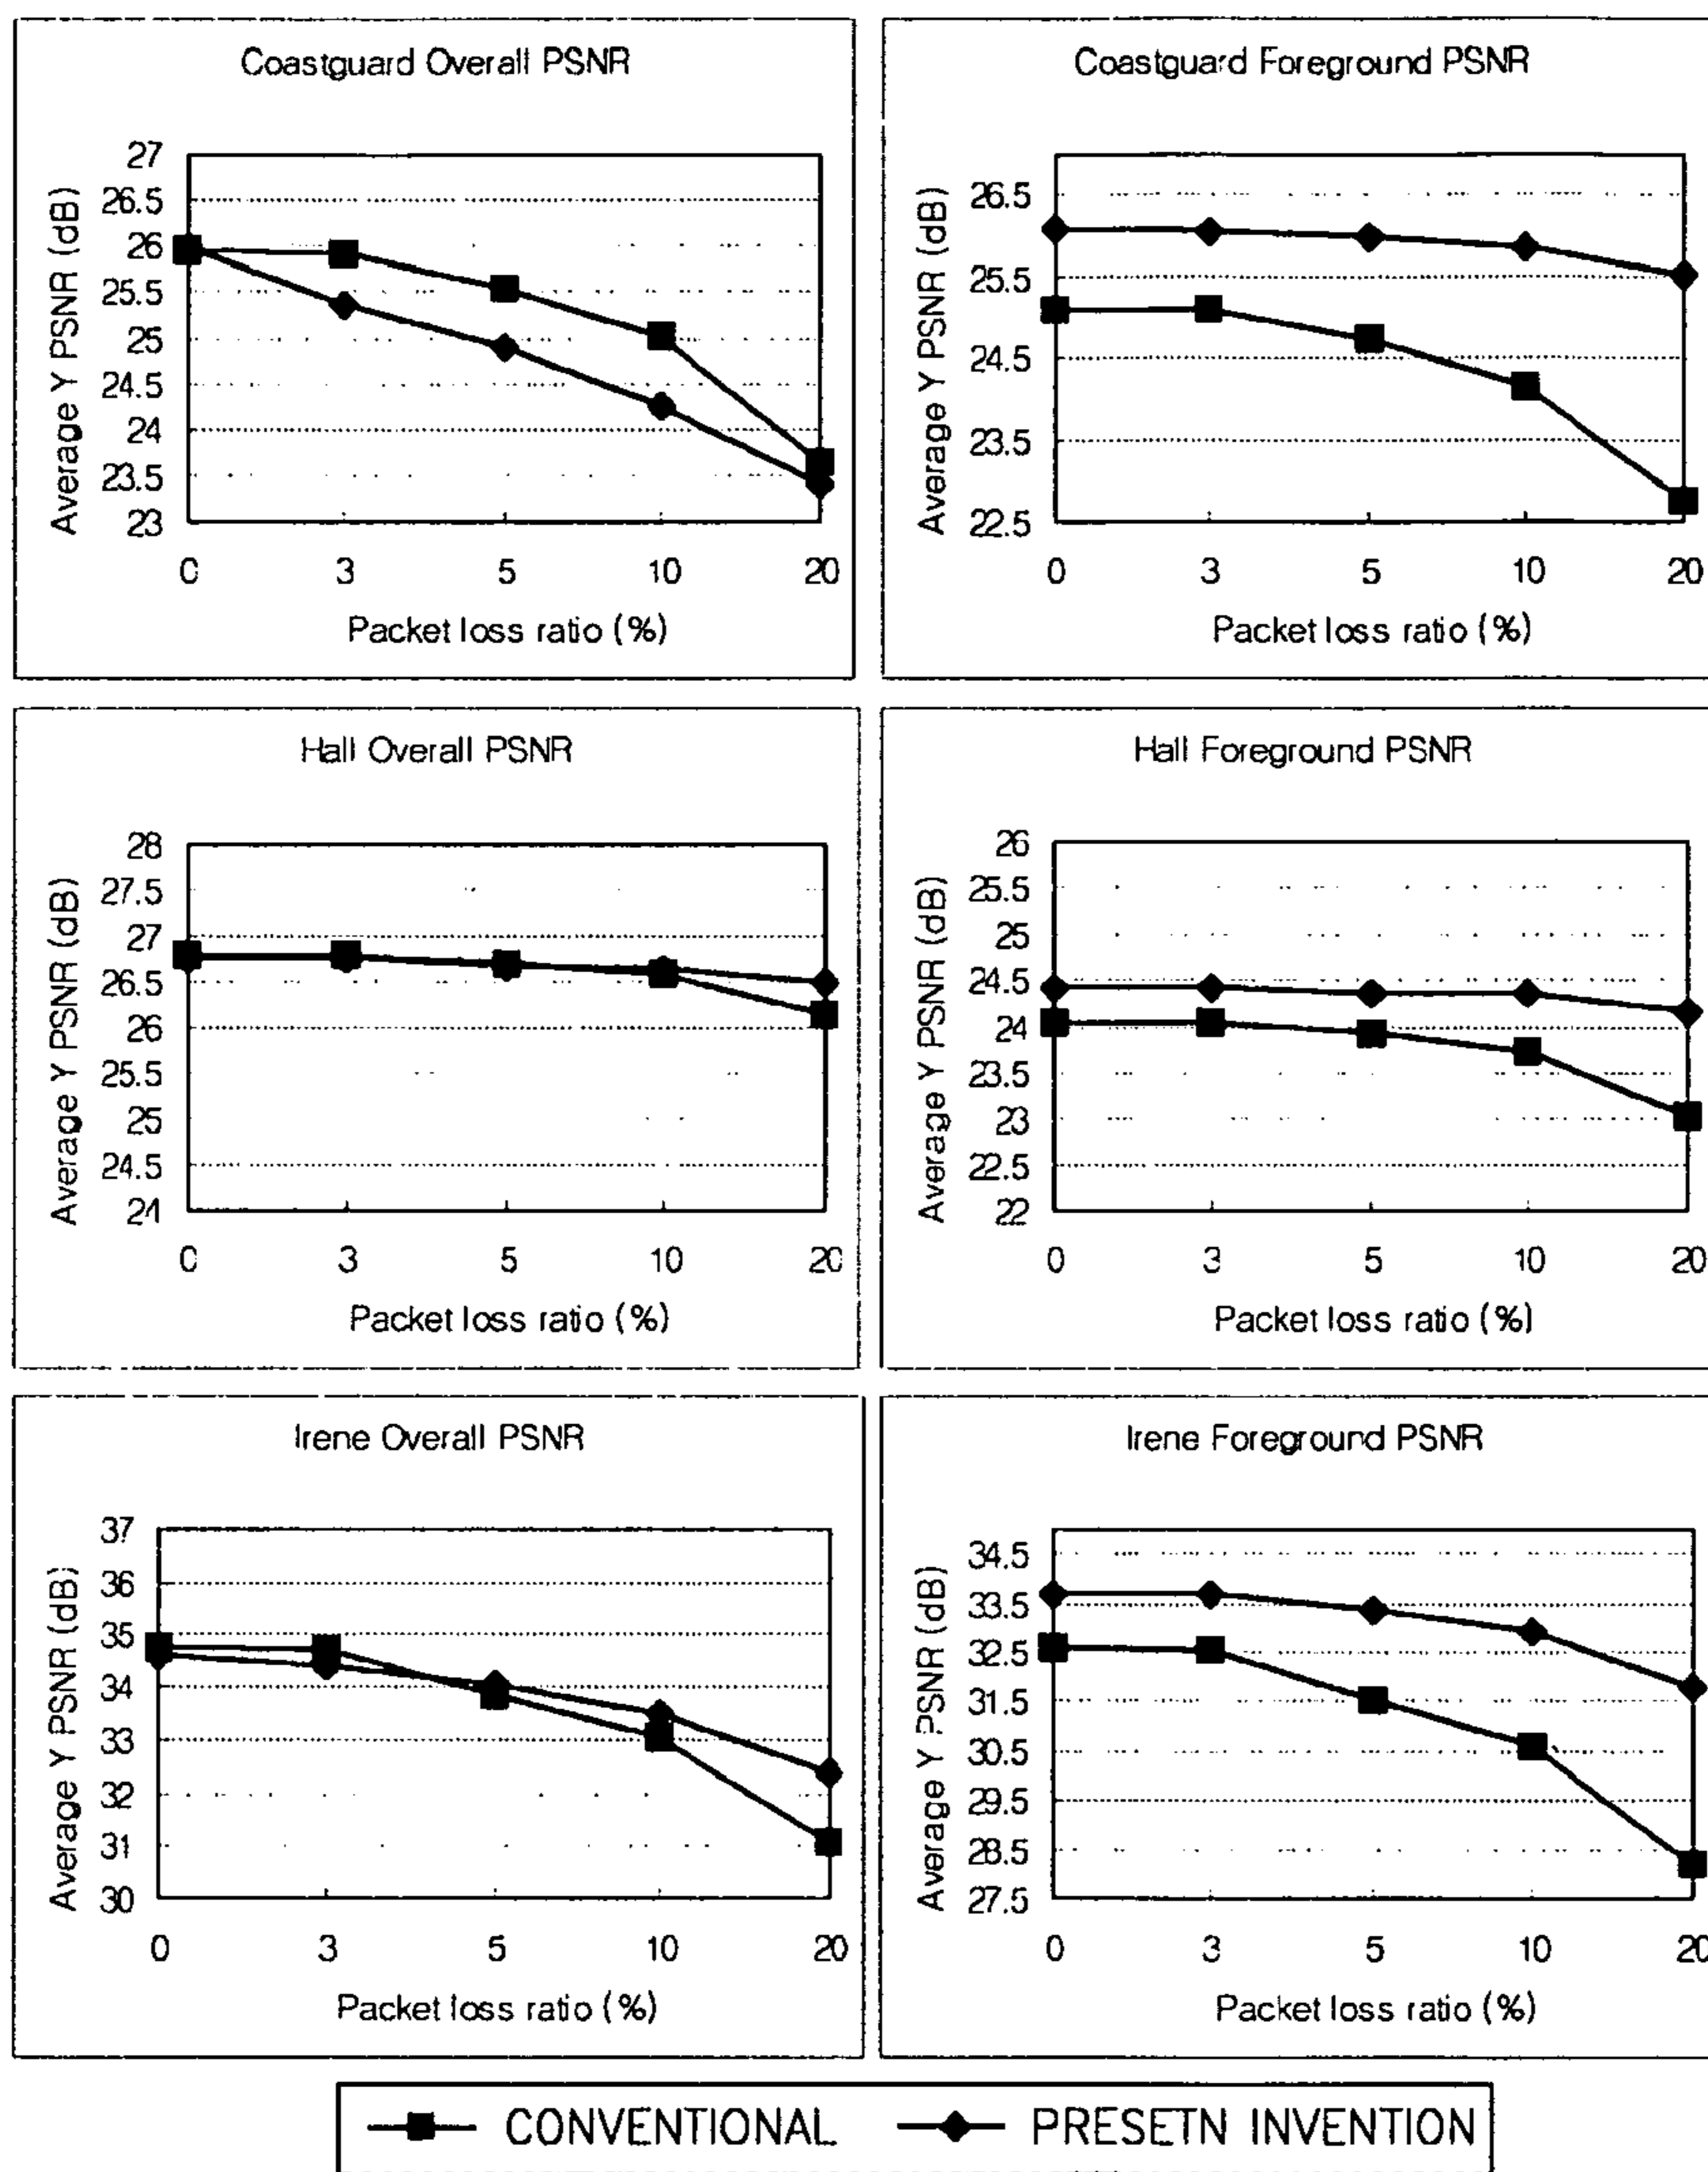 Coastguard Overall PSNR
Average Y PSNR (dB)
27
26.5
26
25.5
25
24.5
24
23.5
23
0 3 5 10 20
Packet loss ratio (%)
Coastguard Foreground PSNR
Average Y PSNR (dB)
26.5
25.5
24.5
23.5
22.5
0 3 5 10 20
Packet loss ratio (%)
Hall Overall PSNR
Average Y PSNR (dB)
28
27.5
27
26.5
26
25.5
25
24.5
24
0 3 5 10 20
Packet loss ratio (%)
Hall Foreground PSNR
Average Y PSNR (dB)
26
25.5
25
24.5
24
23.5
23
22.5
22
0 3 5 10 20
Packet loss ratio (%)
Irene Overall PSNR
Average Y PSNR (dB)
37
36
35
34
33
32
31
30
0 3 5 10 20
Packet loss ratio (%)
Irene Foreground PSNR
Average Y PSNR (dB)
34.5
33.5
32.5
31.5
30.5
29.5
28.5
27.5
0 3 5 10 20
Packet loss ratio (%)
CONVENTIONAL PRESETN INVENTION